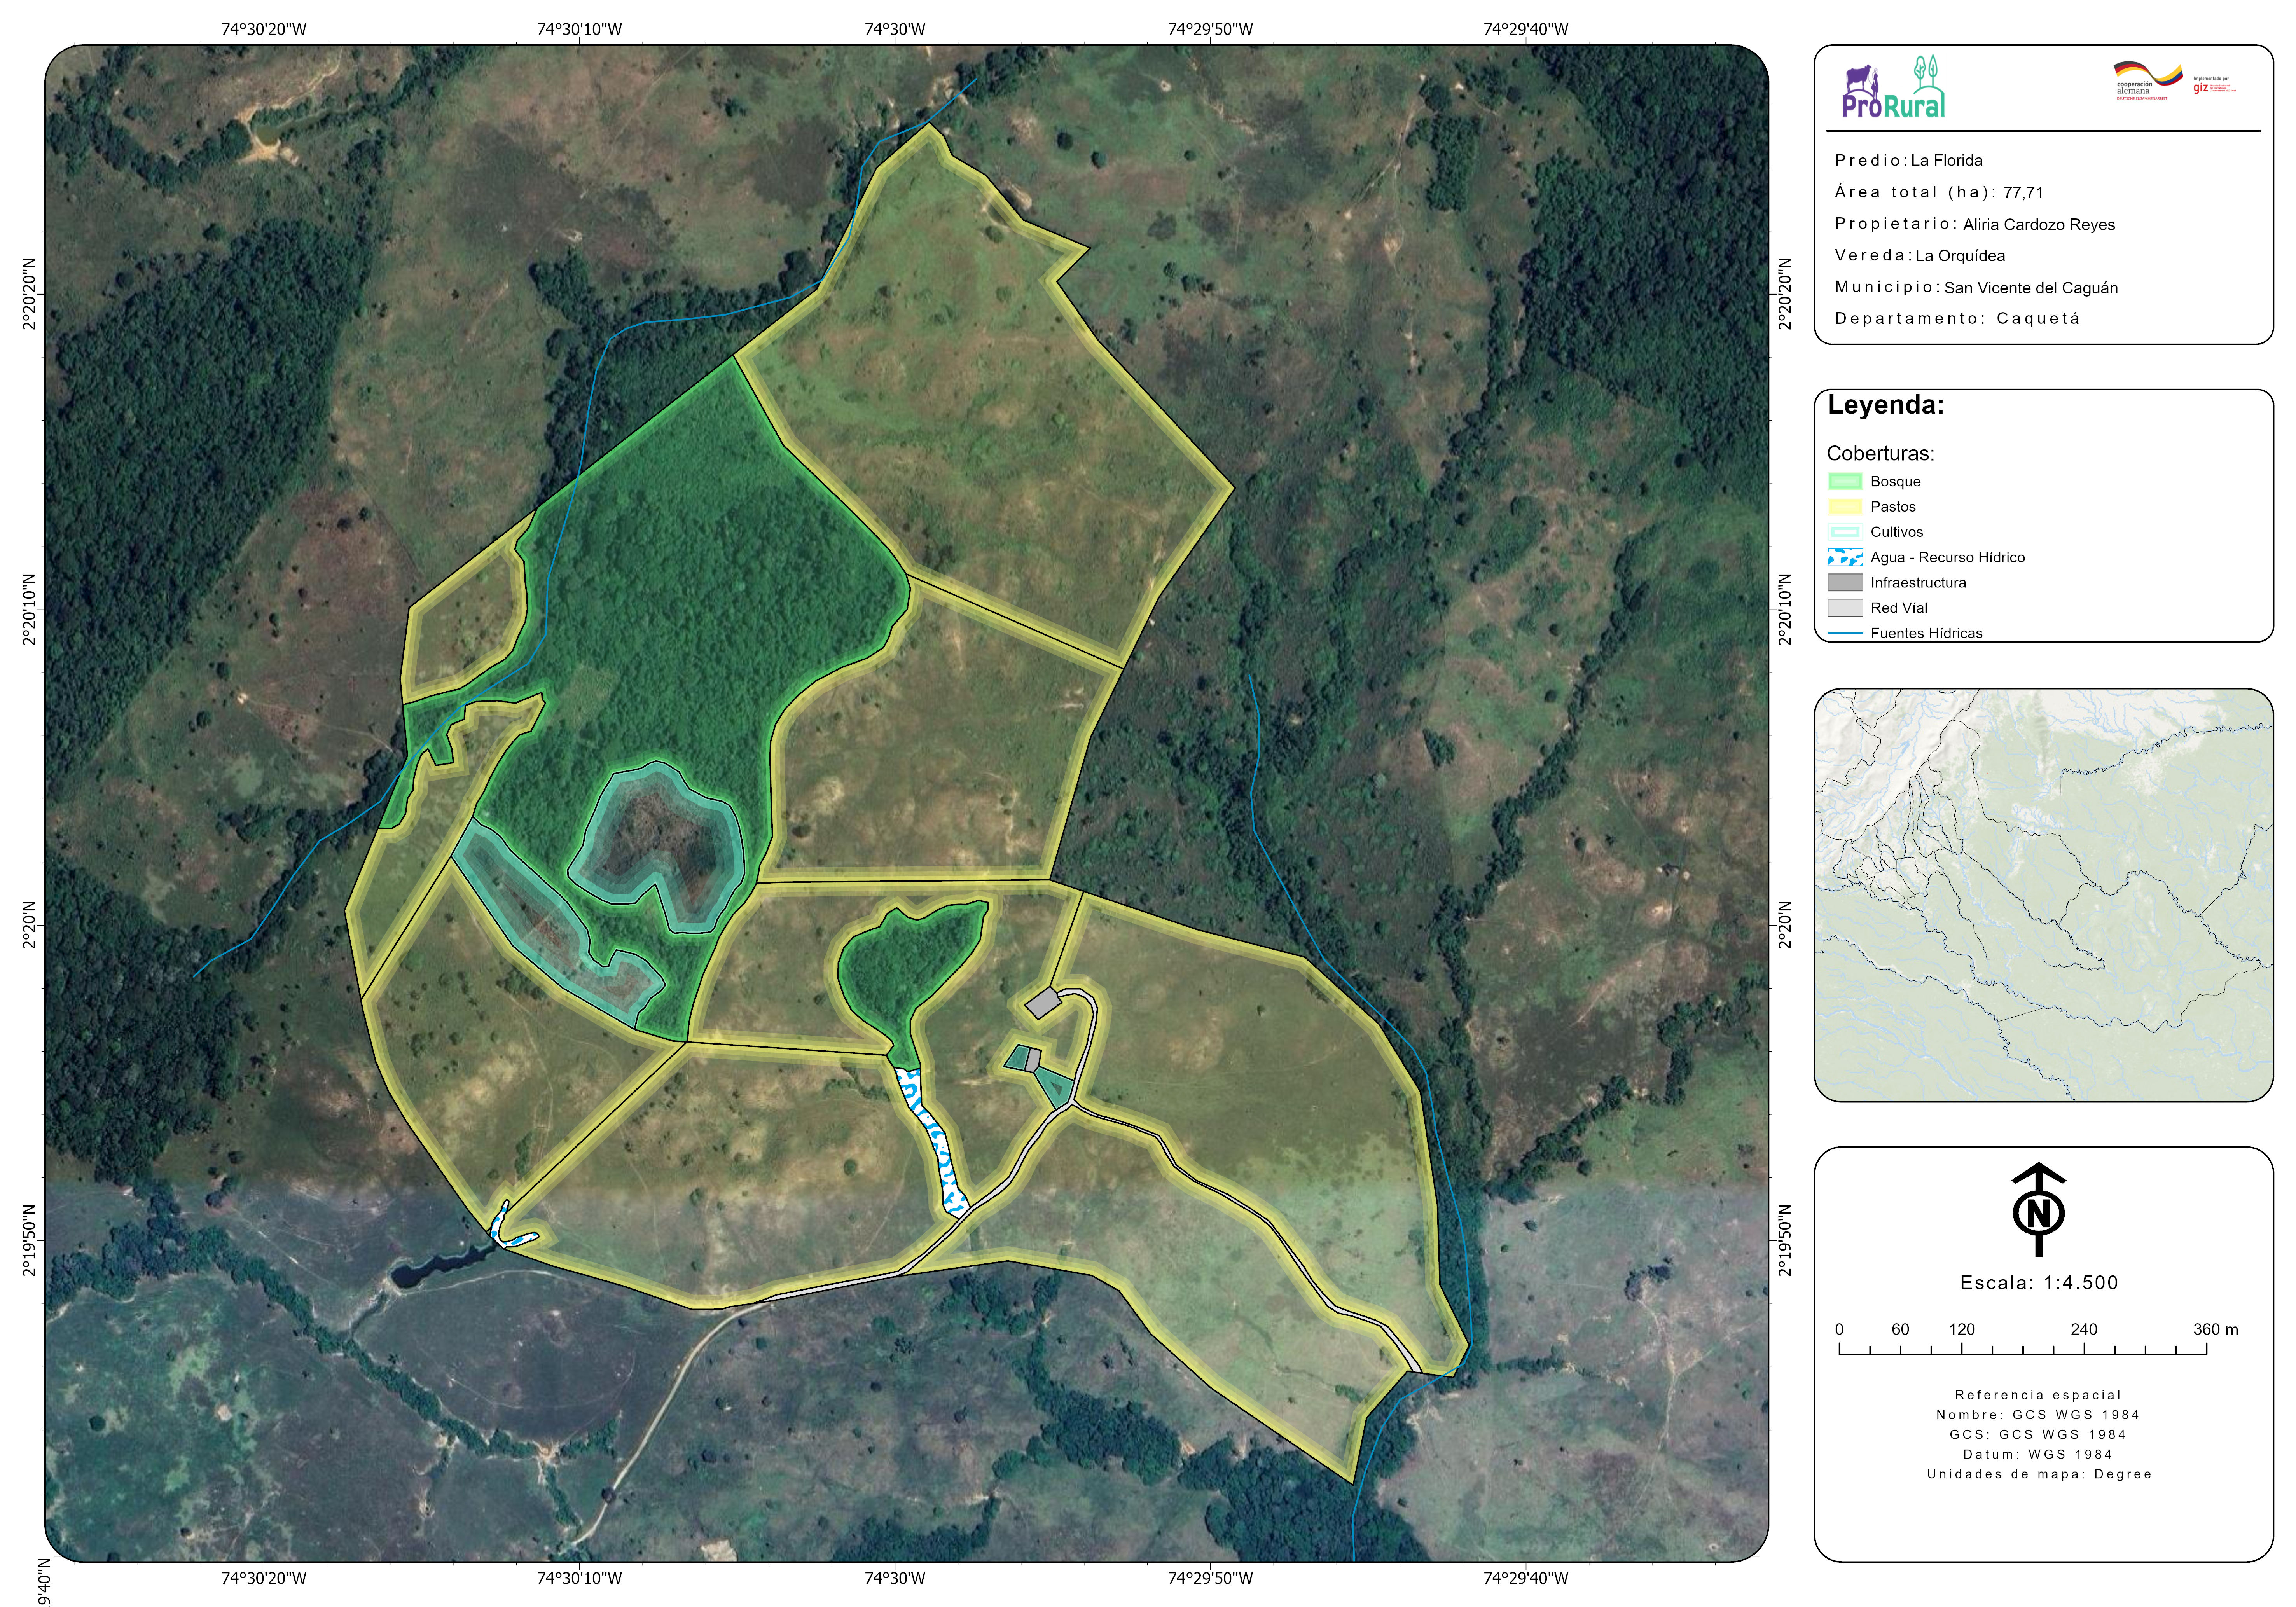 74°30'20"W 74°30'10"W 74°30'W 74°29'50"W 74°29'40"W
2°20'20"N
2°20'10"N
2°20'N
2°19'50"N
9'40"N
2°20'20"N
2°20'10"N
2°20'N
2°19'50"N
74°30'20"W 74°30'10"W 74°30'W 74°29'50"W 74°29'40"W
ProRural
cooperación
alemana
DEUTSCHE ZUSAMMENARBEIT
Implementada por
giz
Predio: La Florida
Área total (ha): 77,71
Propietario: Aliria Cardozo Reyes
Vereda: La Orquídea
Municipio: San Vicente del Caguán
Departamento: Caquetá
Leyenda:
Coberturas:
Bosque
Pastos
Cultivos
Agua - Recurso Hídrico
Infraestructura
Red Víal
Fuentes Hídricas
N
Escala: 1:4.500
0 60 120 240 360 m
Referencia espacial
Nombre: GCS WGS 1984
GCS: GCS WGS 1984
Datum: WGS 1984
Unidades de mapa: Degree